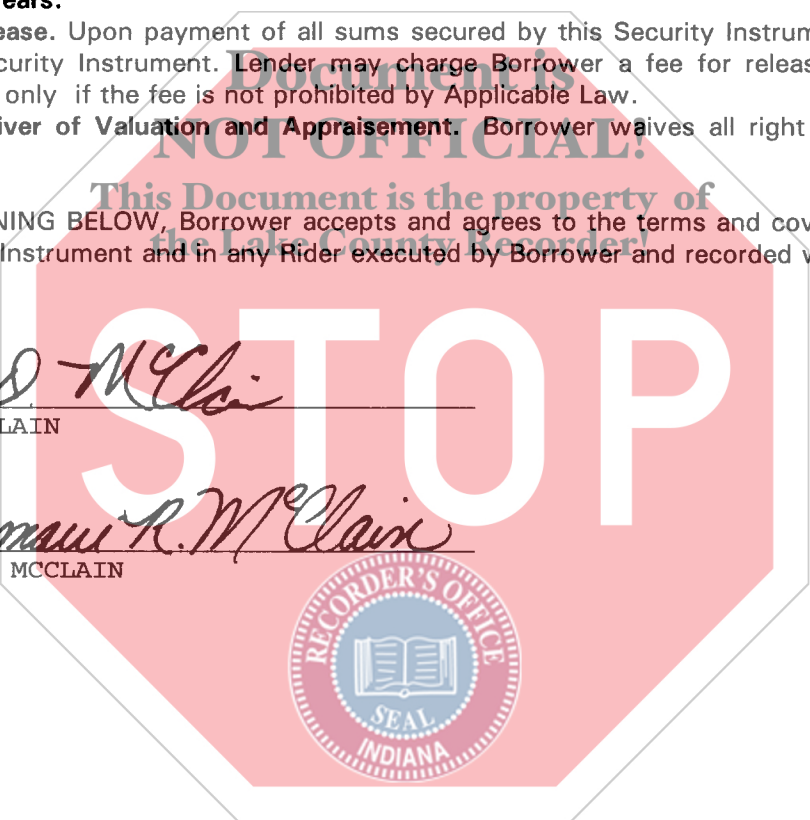 ears.
ease. Upon payment of all sums secured by this Security Instrum
curity Instrument. Lender may charge Borrower a fee for releas
only if the fee is not prohibited by Applicable Law.
iver of Valuation and Appraisement. Borrower waives all right
Document is
NOT OFFICIAL!
This Document is the property of
the Lake County Recorder!
NING BELOW, Borrower accepts and agrees to the terms and cov
Instrument and in any Rider executed by Borrower and recorded w
STOP
D. McClain
LAIN
R. McClain
MCCLAIN
RECORDER'S OFFICE
SEAL
INDIANA